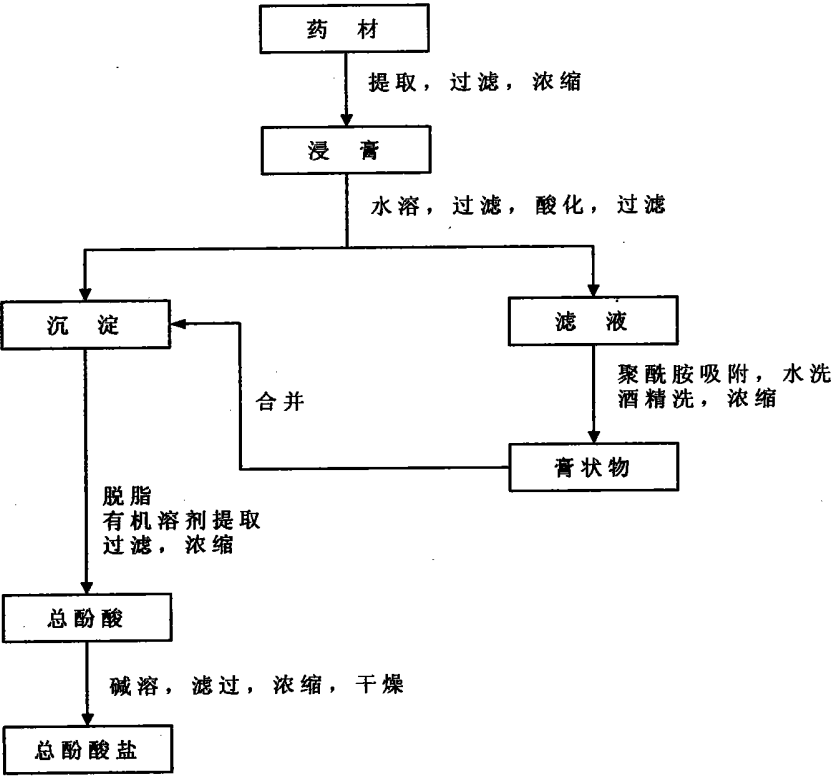 药材
提取，过滤，浓缩
浸膏
水溶，过滤，酸化，过滤
沉淀
滤液
聚酰胺吸附，水洗
酒精洗，浓缩
合并
膏状物
脱脂
有机溶剂提取
过滤，浓缩
总酚酸
碱溶，滤过，浓缩，干燥
总酚酸盐